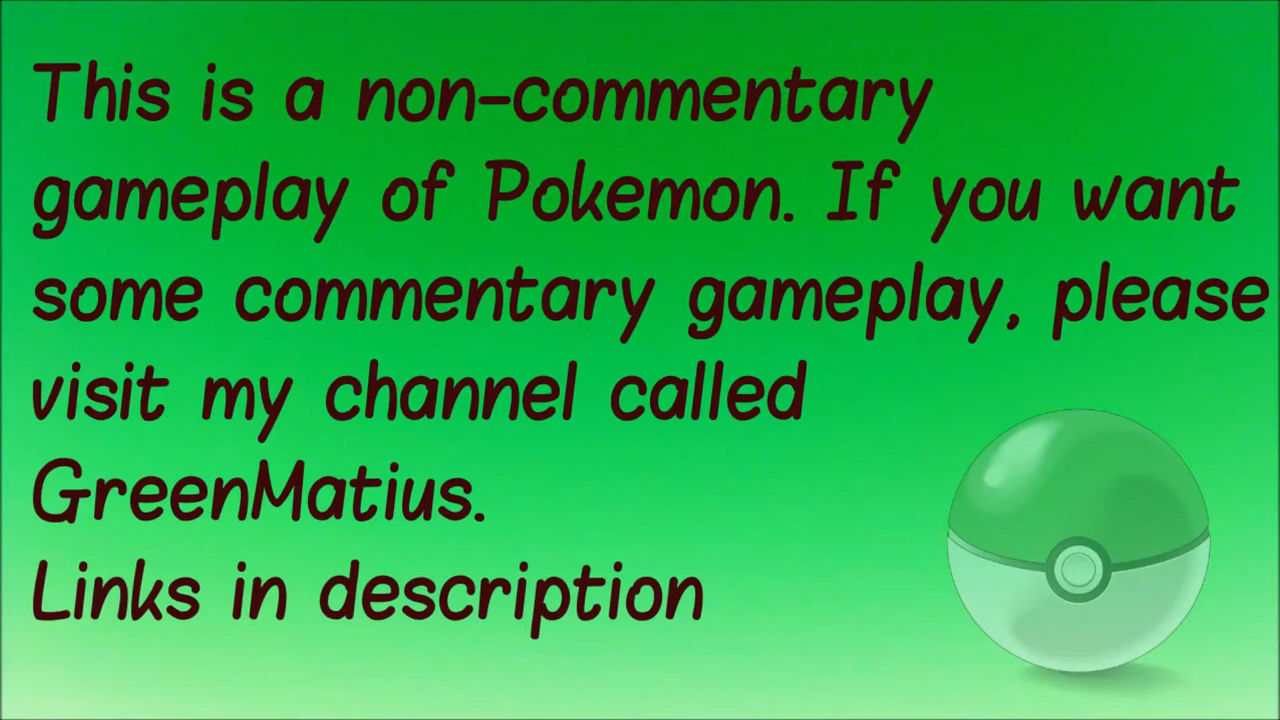 This is a non-commentary
gameplay of Pokemon. If you want
some commentary gameplay, please
visit my channel called
GreenMatius.
Links in description